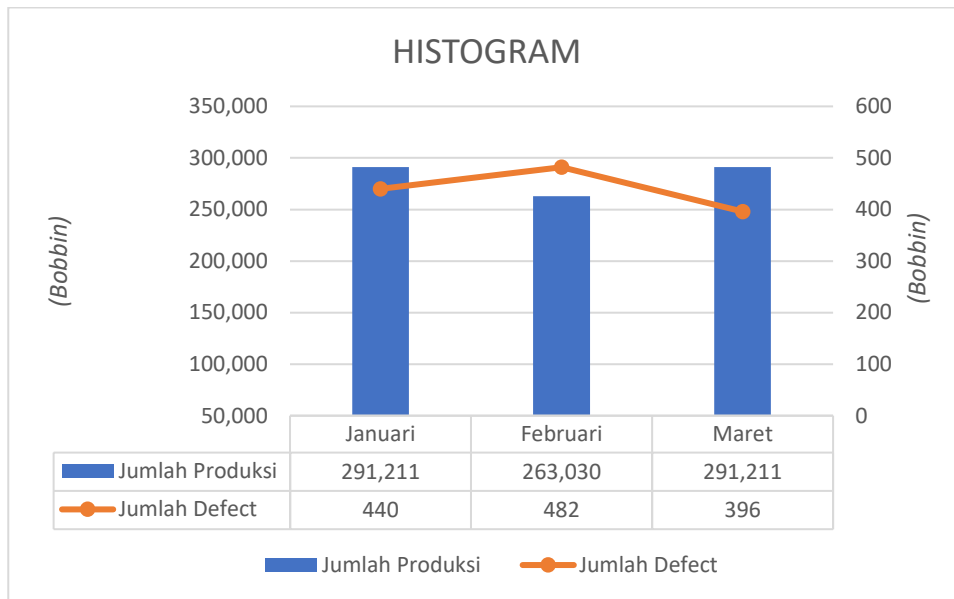 HISTOGRAM
350,000
300,000
250,000
200,000
150,000
100,000
50,000
(Bobbin)
600
500
400
300
200
100
0
(Bobbin)
Januari Februari Maret
Jumlah Produksi 291,211 263,030 291,211
Jumlah Defect 440 482 396
Jumlah Produksi Jumlah Defect